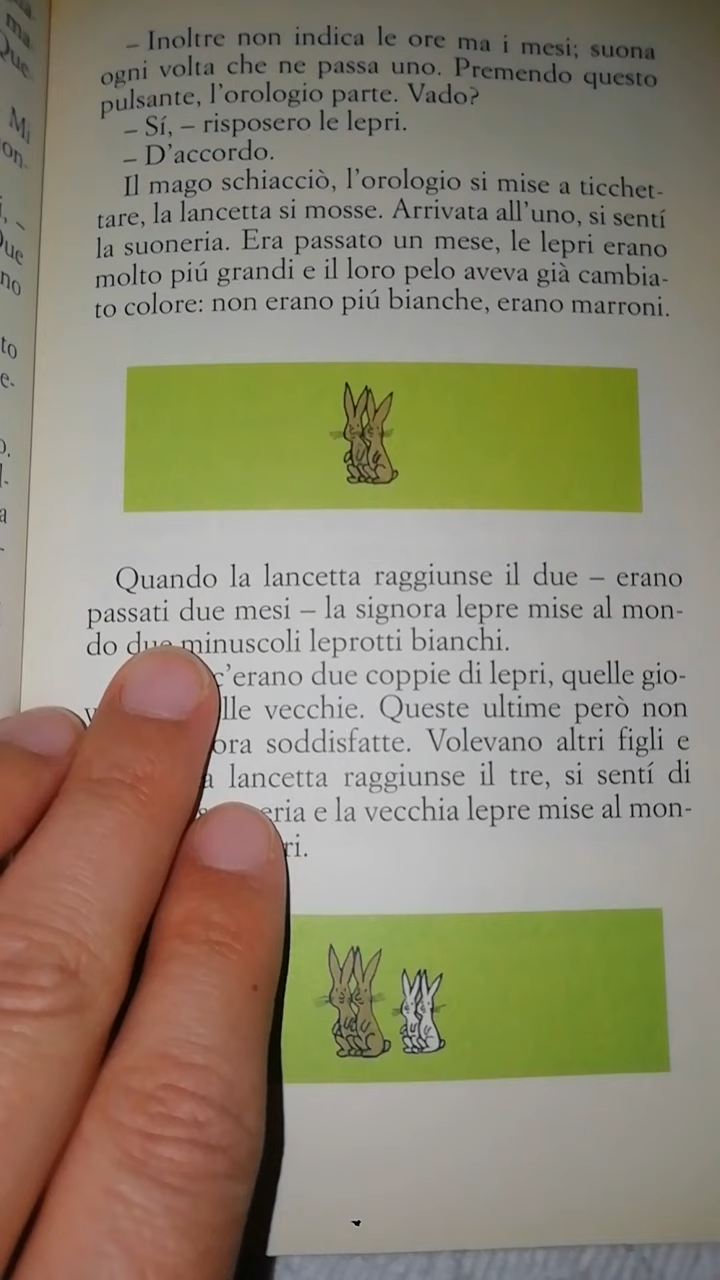 – Inoltre non indica le ore ma i mesi; suona
ogni volta che ne passa uno. Premendo questo
pulsante, l'orologio parte. Vado?
– Sí, – risposero le lepri.
– D'accordo.
Il mago schiacciò, l'orologio si mise a ticchet-
tare, la lancetta si mosse. Arrivata all'uno, si sentí
la suoneria. Era passato un mese, le lepri erano
molto piú grandi e il loro pelo aveva già cambia-
to colore: non erano piú bianche, erano marroni.
Quando la lancetta raggiunse il due – erano
passati due mesi – la signora lepre mise al mon-
do due minuscoli leprotti bianchi.
c'erano due coppie di lepri, quelle gio-
lle vecchie. Queste ultime però non
ora soddisfatte. Volevano altri figli e
a lancetta raggiunse il tre, si sentí di
eria e la vecchia lepre mise al mon-
ri.